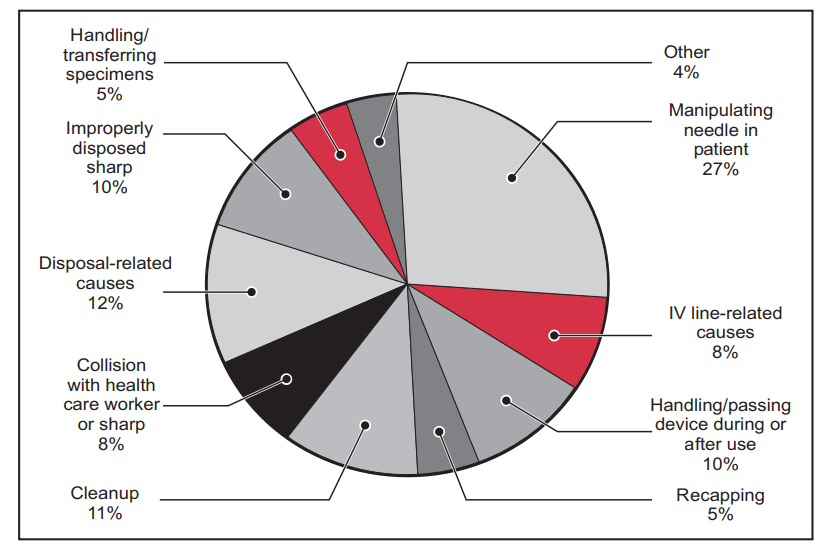 Handling/
transferring
specimens
5%
Other
4%
Manipulating
needle in
patient
27%
Improperly
disposed
sharp
10%
Disposal-related
causes
12%
IV line-related
causes
8%
Collision
with health
care worker
or sharp
8%
Handling/passing
device during or
after use
10%
Cleanup
11%
Recapping
5%